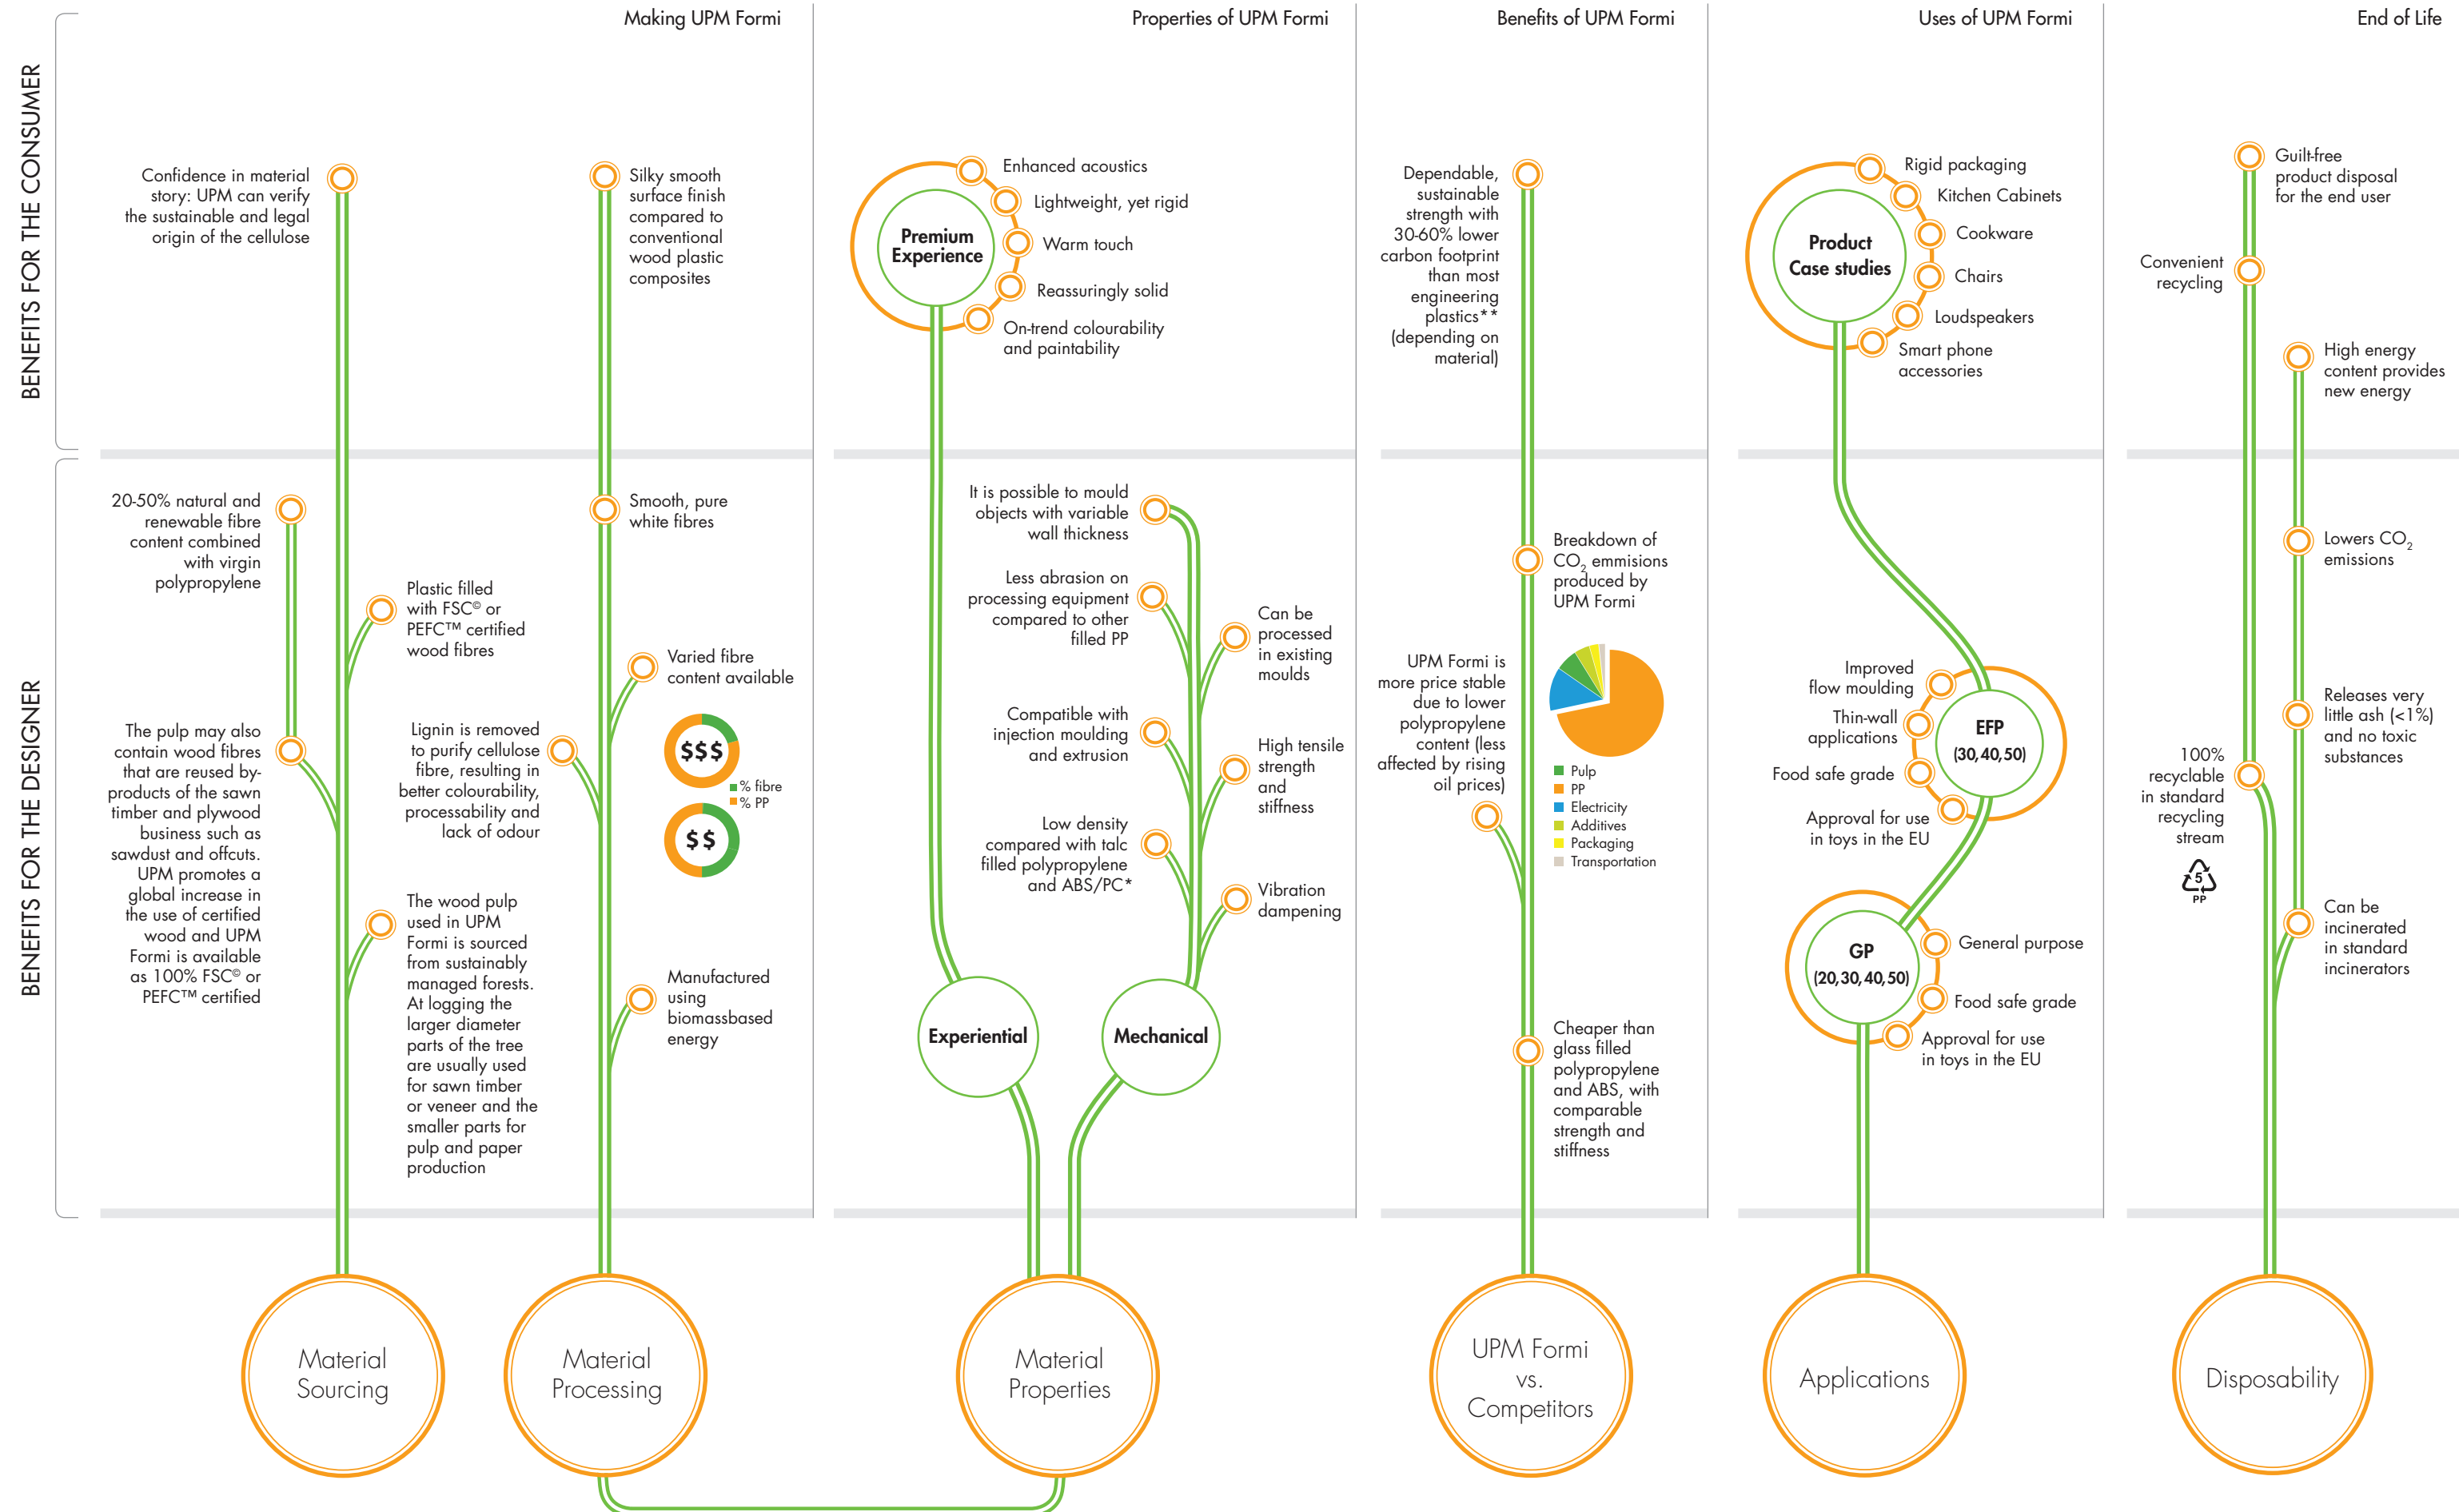 Making UPM Formi
Properties of UPM Formi
Benefits of UPM Formi
Uses of UPM Formi
End of Life
BENEFITS FOR THE CONSUMER
Confidence in material
story: UPM can verify
the sustainable and legal
origin of the cellulose
Silky smooth
surface finish
compared to
conventional
wood plastic
composites
Premium
Experience
Enhanced acoustics
Lightweight, yet rigid
Warm touch
Reassuringly solid
On-trend colourability
and paintability
Dependable,
sustainable
strength with
30-60% lower
carbon footprint
than most
engineering
plastics**
(depending on
material)
Product
Case studies
Rigid packaging
Kitchen Cabinets
Cookware
Chairs
Loudspeakers
Smart phone
accessories
Guilt-free
product disposal
for the end user
Convenient
recycling
High energy
content provides
new energy
BENEFITS FOR THE DESIGNER
20-50% natural and
renewable fibre
content combined
with virgin
polypropylene
Plastic filled
with FSC© or
PEFC™ certified
wood fibres
The pulp may also
contain wood fibres
that are reused by-
products of the sawn
timber and plywood
business such as
sawdust and offcuts.
UPM promotes a
global increase in
the use of certified
wood and UPM
Formi is available
as 100% FSC© or
PEFC™ certified
The wood pulp
used in UPM
Formi is sourced
from sustainably
managed forests.
At logging the
larger diameter
parts of the tree
are usually used
for sawn timber
or veneer and the
smaller parts for
pulp and paper
production
Smooth, pure
white fibres
Varied fibre
content available
$$$
% fibre
% PP
$$
Lignin is removed
to purify cellulose
fibre, resulting in
better colourability,
processability and
lack of odour
Manufactured
using
biomassbased
energy
It is possible to mould
objects with variable
wall thickness
Less abrasion on
processing equipment
compared to other
filled PP
Can be
processed
in existing
moulds
Compatible with
injection moulding
and extrusion
High tensile
strength
and
stiffness
Low density
compared with talc
filled polypropylene
and ABS/PC*
Vibration
dampening
Experiential
Mechanical
Breakdown of
CO2 emmisions
produced by
UPM Formi
UPM Formi is
more price stable
due to lower
polypropylene
content (less
affected by rising
oil prices)
Pulp
PP
Electricity
Additives
Packaging
Transportation
Cheaper than
glass filled
polypropylene
and ABS, with
comparable
strength and
stiffness
Improved
flow moulding
Thin-wall
applications
Food safe grade
Approval for use
in toys in the EU
EFP
(30,40,50)
GP
(20,30,40,50)
General purpose
Food safe grade
Approval for use
in toys in the EU
Lowers CO2
emissions
Releases very
little ash (<1%)
and no toxic
substances
100%
recyclable
in standard
recycling
stream
5
PP
Can be
incinerated
in standard
incinerators
Material
Sourcing
Material
Processing
Material
Properties
UPM Formi
vs.
Competitors
Applications
Disposability